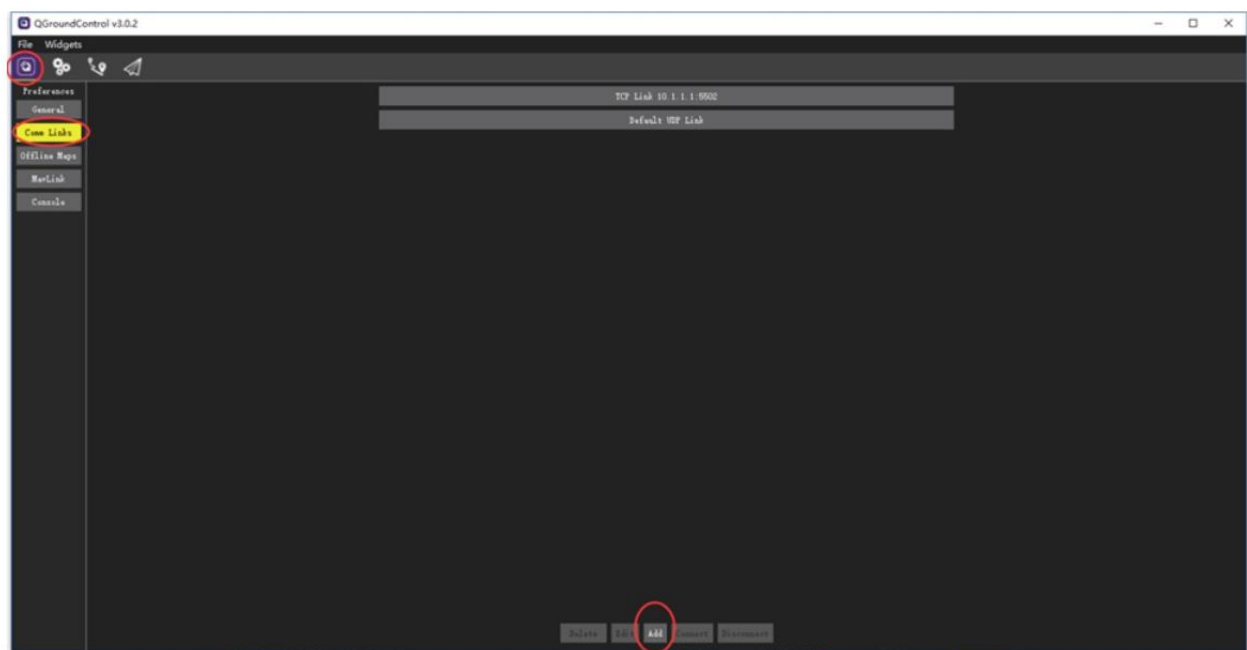 QGroundControl v3.0.2
File Widgets
Preferences
General
Comm Links
Offline Maps
MavLink
Console
TCP Link 10.1.1.1:5502
Default UDP Link
Delete Edit Add Connect Disconnect